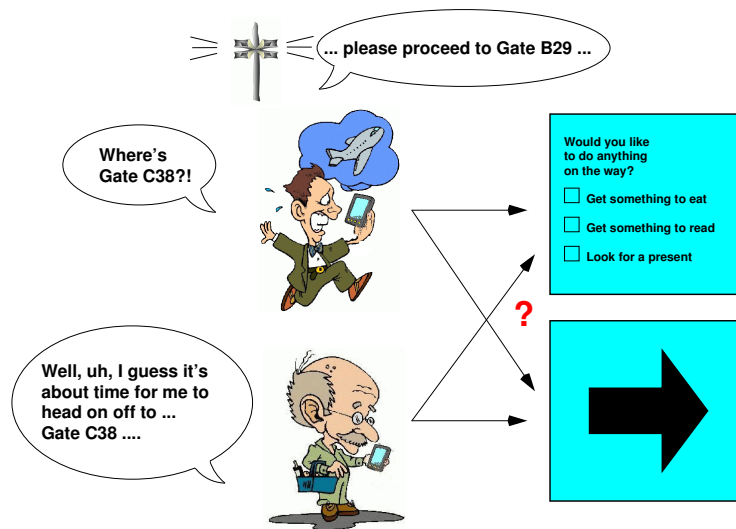 ... please proceed to Gate B29 ...
Where's
Gate C38?!
Would you like
to do anything
on the way?
Get something to eat
Get something to read
Look for a present
?
Well, uh, I guess it's
about time for me to
head on off to ...
Gate C38 ....